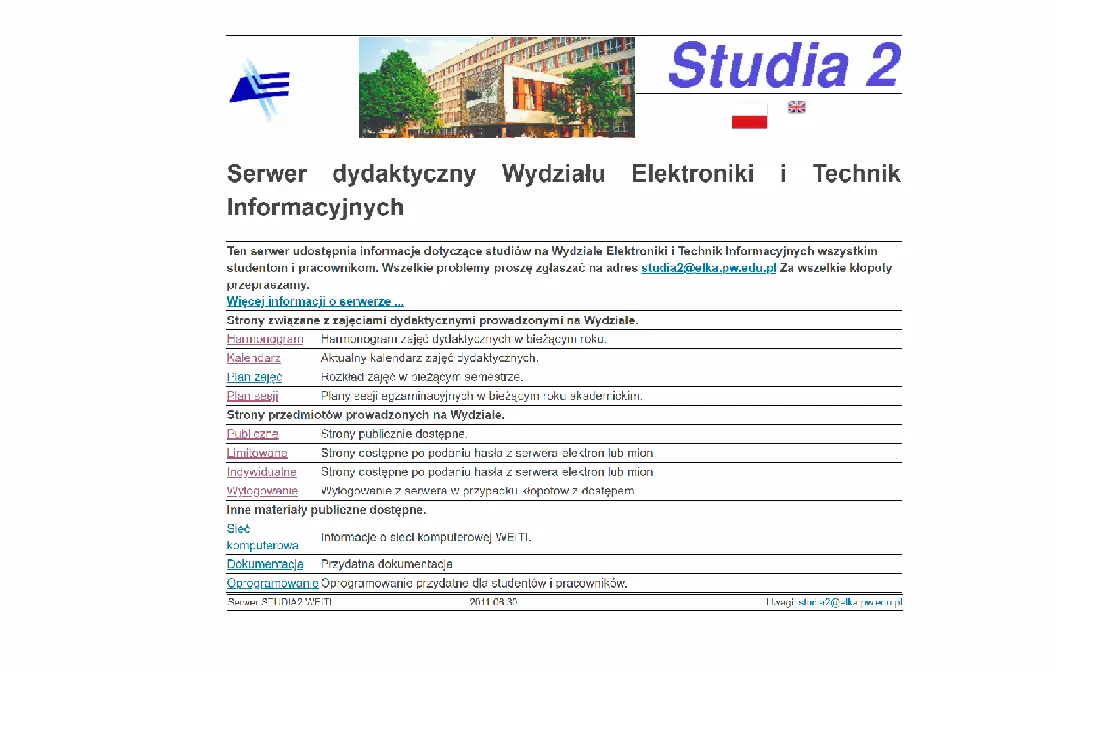 Studia 2
Serwer dydaktyczny Wydziału Elektroniki i Technik
Informacyjnych
Ten serwer udostępnia informacje dotyczące studiów na Wydziale Elektroniki i Technik Informacyjnych wszystkim
studentom i pracownikom. Wszelkie problemy proszę zgłaszać na adres studia2@elka.pw.edu.pl Za wszelkie kłopoty
przepraszamy.
Więcej informacji o serwerze ...
Strony związane z zajęciami dydaktycznymi prowadzonymi na Wydziale.
Harmonogram Harmonogram zajęć dydaktycznych w bieżącym roku.
Kalendarz Aktualny kalendarz zajęć dydaktycznych.
Plan zajęć Rozkład zajęć w bieżącym semestrze.
Plan sesji Plany sesji egzaminacyjnych w bieżącym roku akademickim.
Strony przedmiotów prowadzonych na Wydziale.
Publiczne Strony publicznie dostępne.
Limitowane Strony dostępne po podaniu hasła z serwera elektron lub mion.
Indywidualne Strony dostępne po podaniu hasła z serwera elektron lub mion.
Wylogowanie Wylogowanie z serwera w przypadku kłopotów z dostępem
Inne materiały publiczne dostępne.
Sieć
komputerowa Informacje o sieci komputerowej WEiTI.
Dokumentacja Przydatna dokumentacja
Oprogramowanie Oprogramowanie przydatne dla studentów i pracowników.
Serwer STUDIA2 WEITI 2011.08.30 Uwagi: studia2@elka.pw.edu.pl